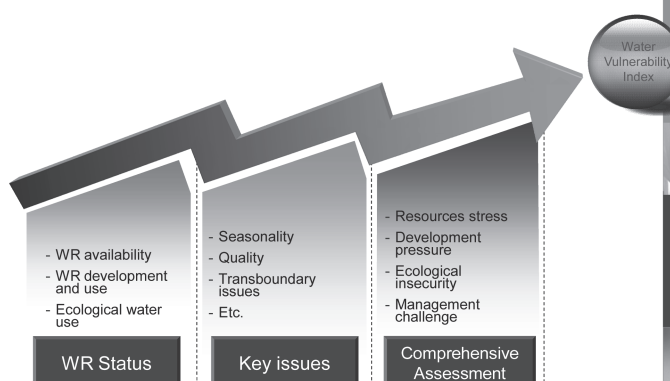 Water
Vulnerability
Index
- WR availability
- WR development
and use
- Ecological water
use
WR Status
- Seasonality
- Quality
- Transboundary
issues
- Etc.
Key issues
- Resources stress
- Development
pressure
- Ecological
insecurity
- Management
challenge
Comprehensive
Assessment